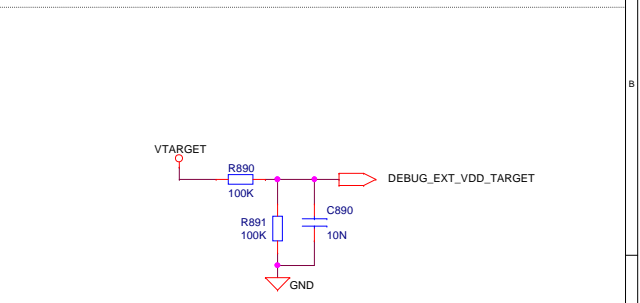 B
VTARGET
R890
100K
DEBUG_EXT_VDD_TARGET
R891
100K
C890
10N
GND